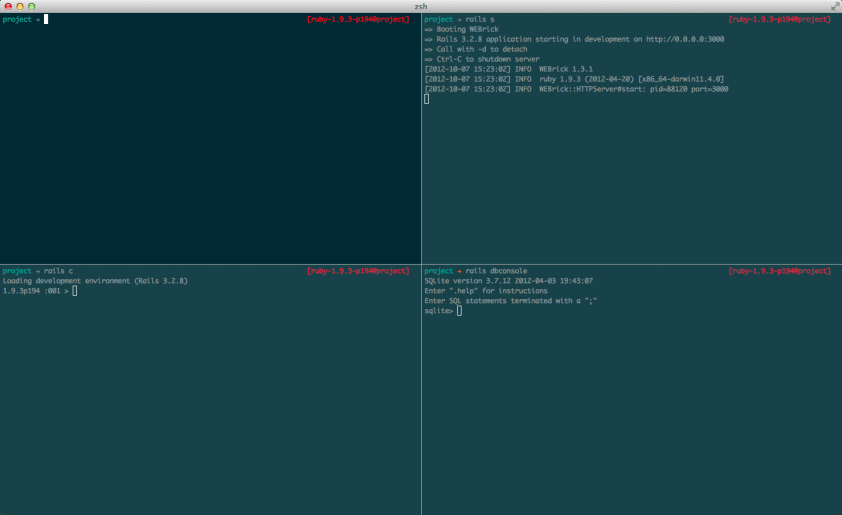 zsh
project + [ruby-1.9.3-p194@project]
project + rails s [ruby-1.9.3-p194@project]
=> Booting WEBrick
=> Rails 3.2.8 application starting in development on http://0.0.0.0:3000
=> Call with -d to detach
=> Ctrl-C to shutdown server
[2012-10-07 15:23:02] INFO  WEBrick 1.3.1
[2012-10-07 15:23:02] INFO  ruby 1.9.3 (2012-04-20) [x86_64-darwin11.4.0]
[2012-10-07 15:23:02] INFO  WEBrick::HTTPServer#start: pid=88120 port=3000
project + rails c [ruby-1.9.3-p194@project]
Loading development environment (Rails 3.2.8)
1.9.3p194 :001 >
project + rails dbconsole [ruby-1.9.3-p194@project]
SQLite version 3.7.12 2012-04-03 19:43:07
Enter ".help" for instructions
Enter SQL statements terminated with a ";"
sqlite>